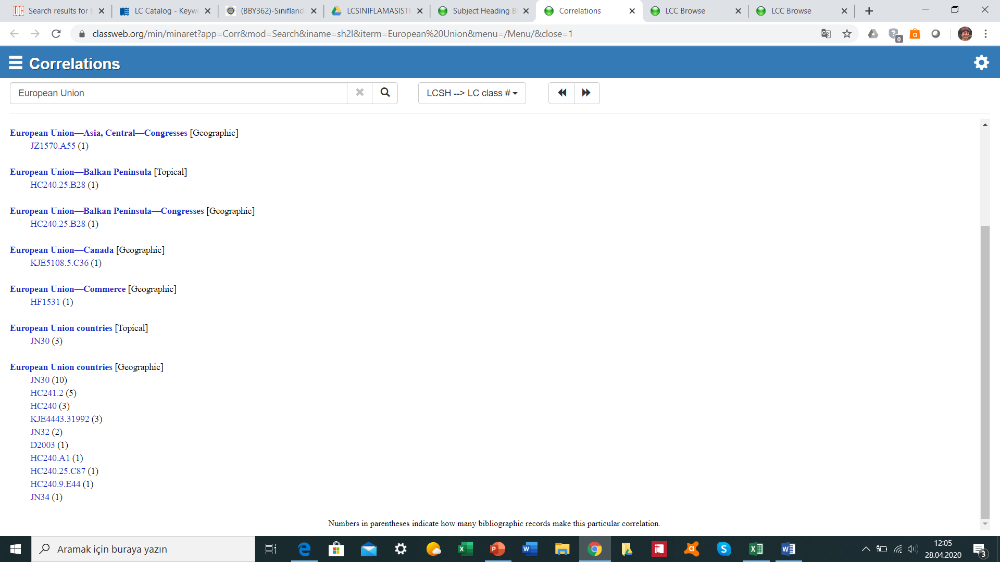 Search results for E
LC Catalog - Keywo
(BBY362)-Sınıfland
LCSINIFLAMASİSTE
Subject Heading B
Correlations
LCC Browse
LCC Browse
classweb.org/min/minaret?app=Corr&mod=Search&iname=sh2l&iterm=European%20Union&menu=/Menu/&close=1
0
Correlations
European Union
LCSH --> LC class #
European Union—Asia, Central—Congresses [Geographic]
JZ1570.A55 (1)
European Union—Balkan Peninsula [Topical]
HC240.25.B28 (1)
European Union—Balkan Peninsula—Congresses [Geographic]
HC240.25.B28 (1)
European Union—Canada [Geographic]
KJE5108.5.C36 (1)
European Union—Commerce [Geographic]
HF1531 (1)
European Union countries [Topical]
JN30 (3)
European Union countries [Geographic]
JN30 (10)
HC241.2 (5)
HC240 (3)
KJE4443.31992 (3)
JN32 (2)
D2003 (1)
HC240.A1 (1)
HC240.25.C87 (1)
HC240.9.E44 (1)
JN34 (1)
Numbers in parentheses indicate how many bibliographic records make this particular correlation.
Aramak için buraya yazın
12:05
28.04.2020
3